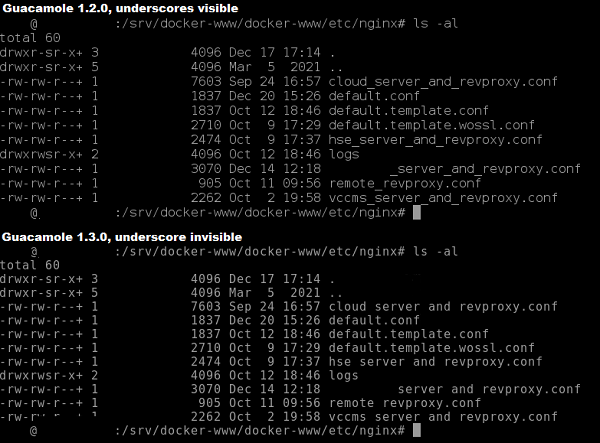 Guacamole 1.2.0, underscores visible
@ :/srv/docker-www/docker-www/etc/nginx# ls -al
total 60
drwxr-sr-x+ 3 4096 Dec 17 17:14 .
drwxr-sr-x+ 5 4096 Mar 5 2021 ..
-rw-rw-r--+ 1 7603 Sep 24 16:57 cloud_server_and_revproxy.conf
-rw-rw-r--+ 1 1837 Dec 20 15:26 default.conf
-rw-rw-r--+ 1 1837 Oct 12 18:46 default.template.conf
-rw-rw-r--+ 1 2710 Oct 9 17:29 default.template.wossl.conf
-rw-rw-r--+ 1 2474 Oct 9 17:37 hse_server_and_revproxy.conf
drwxrwsr-x+ 2 4096 Oct 12 18:46 logs
-rw-rw-r--+ 1 3070 Dec 14 12:18 _server_and_revproxy.conf
-rw-rw-r--+ 1 905 Oct 11 09:56 remote_revproxy.conf
-rw-rw-r--+ 1 2262 Oct 2 19:58 vccms_server_and_revproxy.conf
@ :/srv/docker-www/docker-www/etc/nginx#
Guacamole 1.3.0, underscore invisible
@ :/srv/docker-www/docker-www/etc/nginx# ls -al
total 60
drwxr-sr-x+ 3 4096 Dec 17 17:14 .
drwxr-sr-x+ 5 4096 Mar 5 2021 ..
-rw-rw-r--+ 1 7603 Sep 24 16:57 cloud server and revproxy.conf
-rw-rw-r--+ 1 1837 Dec 20 15:26 default.conf
-rw-rw-r--+ 1 1837 Oct 12 18:46 default.template.conf
-rw-rw-r--+ 1 2710 Oct 9 17:29 default.template.wossl.conf
-rw-rw-r--+ 1 2474 Oct 9 17:37 hse server and revproxy.conf
drwxrwsr-x+ 2 4096 Oct 12 18:46 logs
-rw-rw-r--+ 1 3070 Dec 14 12:18 server and revproxy.conf
-rw-rw-r--+ 1 905 Oct 11 09:56 remote revproxy.conf
-rw-rw-r--+ 1 2262 Oct 2 19:58 vccms server and revproxy.conf
@ :/srv/docker-www/docker-www/etc/nginx#